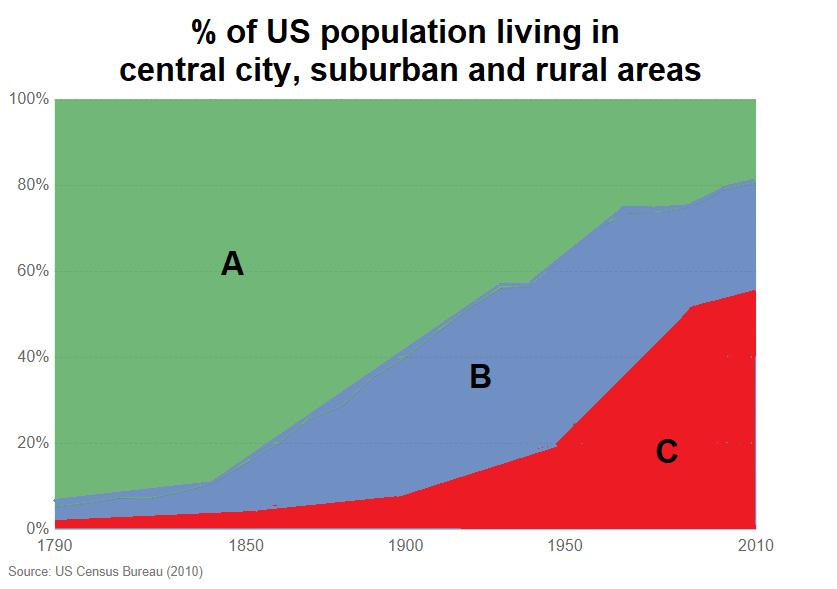 % of US population living in
central city, suburban and rural areas
100%
80%
A
60%
B
40%
C
20%
0%
1790 1850 1900 1950 2010
Source: US Census Bureau (2010)